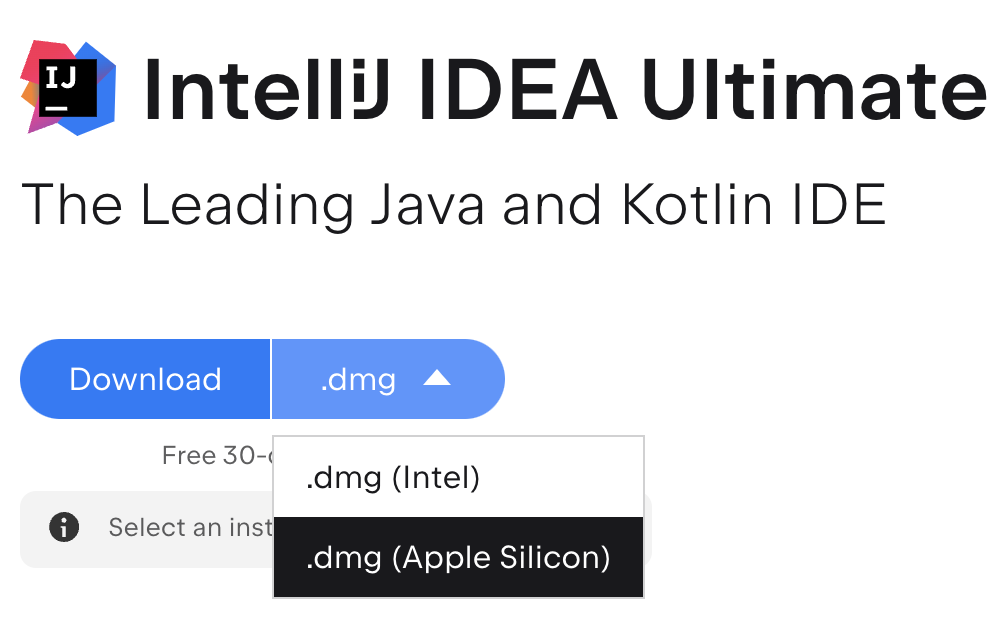 IJ
IntelliJ IDEA Ultimate
The Leading Java and Kotlin IDE
Download .dmg
Free 30-
.dmg (Intel)
Select an inst
.dmg (Apple Silicon)